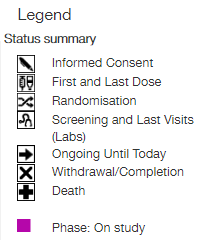 Legend
Status summary
Informed Consent
First and Last Dose
Randomisation
Screening and Last Visits
(Labs)
Ongoing Until Today
Withdrawal/Completion
Death
Phase: On study